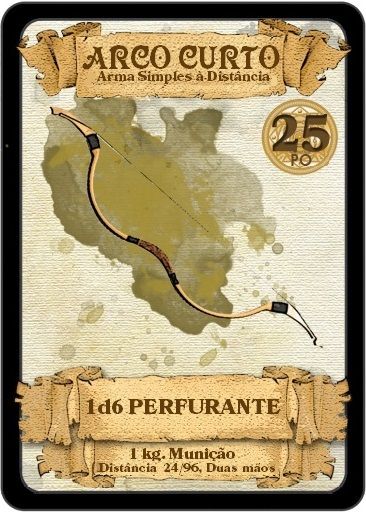 ARCO CURTO
Arma Simples à Distância
25
PO
1d6 PERFURANTE
1 kg. Munição
Distância 24/96, Duas mãos